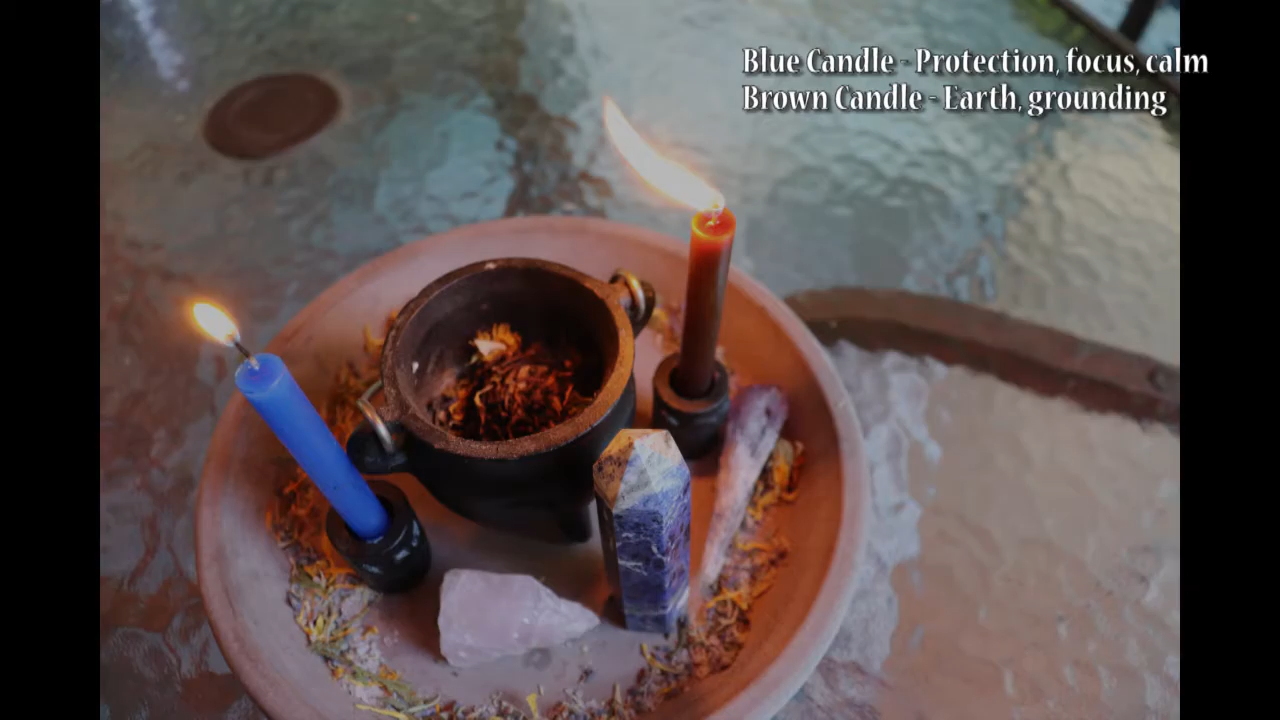 Blue Candle - Protection, focus, calm
Brown Candle - Earth, grounding